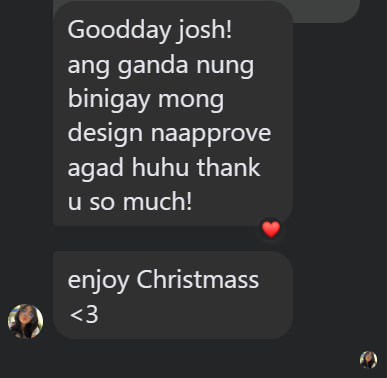 Goodday josh!
ang ganda nung
binigay mong
design naapprove
agad huhu thank
u so much!
enjoy Christmass
<3